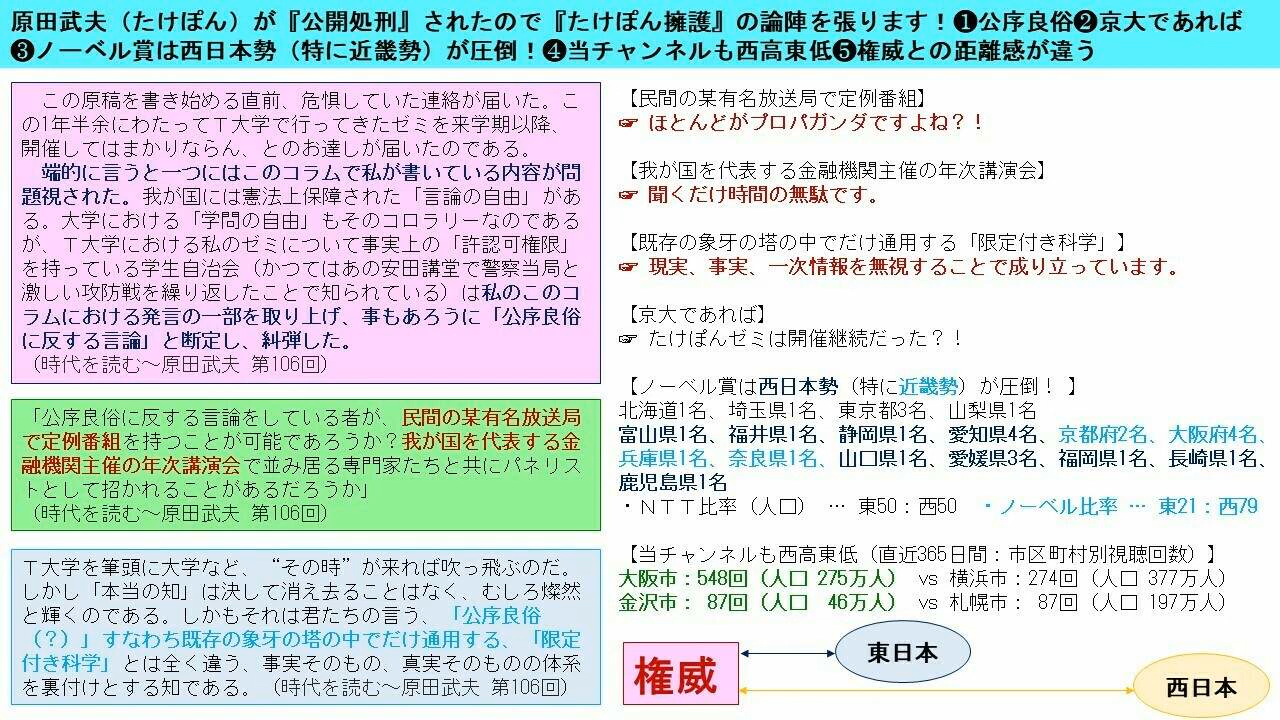 原田武夫（たけぽん）が『公開処刑』されたので『たけぽん擁護』の論陣を張ります！❶公序良俗❷京大であれば
❸ノーベル賞は西日本勢（特に近畿勢）が圧倒！❹当チャンネルも西高東低❺権威との距離感が違う
この原稿を書き始める直前、危惧していた連絡が届いた。こ
の1年半余にわたってＴ大学で行ってきたゼミを来学期以降、
開催してはまかりならん、とのお達しが届いたのである。
端的に言うと一つにはこのコラムで私が書いている内容が問
題視された。我が国には憲法上保障された「言論の自由」があ
る。大学における「学問の自由」もそのコロラリーなのである
が、Ｔ大学における私のゼミについて事実上の「許認可権限」
を持っている学生自治会（かつてはあの安田講堂で警察当局と
激しい攻防戦を繰り返したことで知られている）は私のこのコ
ラムにおける発言の一部を取り上げ、事もあろうに「公序良俗
に反する言論」と断定し、糾弾した。
（時代を読む～原田武夫 第106回）
「公序良俗に反する言論をしている者が、民間の某有名放送局
で定例番組を持つことが可能であろうか？我が国を代表する金
融機関主催の年次講演会で並み居る専門家たちと共にパネリス
トとして招かれることがあるだろうか」
（時代を読む～原田武夫 第106回）
Ｔ大学を筆頭に大学など、“その時”が来れば吹っ飛ぶのだ。
しかし「本当の知」は決して消え去ることはなく、むしろ燦然
と輝くのである。しかもそれは君たちの言う、「公序良俗
（？）」すなわち既存の象牙の塔の中でだけ通用する、「限定
付き科学」とは全く違う、事実そのもの、真実そのものの体系
を裏付けとする知である。（時代を読む～原田武夫 第106回）
【民間の某有名放送局で定例番組】
☞ ほとんどがプロパガンダですよね？！
【我が国を代表する金融機関主催の年次講演会】
☞ 聞くだけ時間の無駄です。
【既存の象牙の塔の中でだけ通用する「限定付き科学」】
☞ 現実、事実、一次情報を無視することで成り立っています。
【京大であれば】
☞ たけぽんゼミは開催継続だった？！
【ノーベル賞は西日本勢（特に近畿勢）が圧倒！ 】
北海道1名、埼玉県1名、東京都3名、山梨県1名
富山県1名、福井県1名、静岡県1名、愛知県4名、京都府2名、大阪府4名、
兵庫県1名、奈良県1名、山口県1名、愛媛県3名、福岡県1名、長崎県1名、
鹿児島県1名
・ＮＴＴ比率（人口） … 東50：西50 ・ノーベル比率 … 東21：西79
【当チャンネルも西高東低（直近365日間：市区町村別視聴回数）】
大阪市：548回（人口 275万人） vs 横浜市：274回（人口 377万人）
金沢市： 87回（人口 46万人） vs 札幌市： 87回（人口 197万人）
権威
東日本
西日本